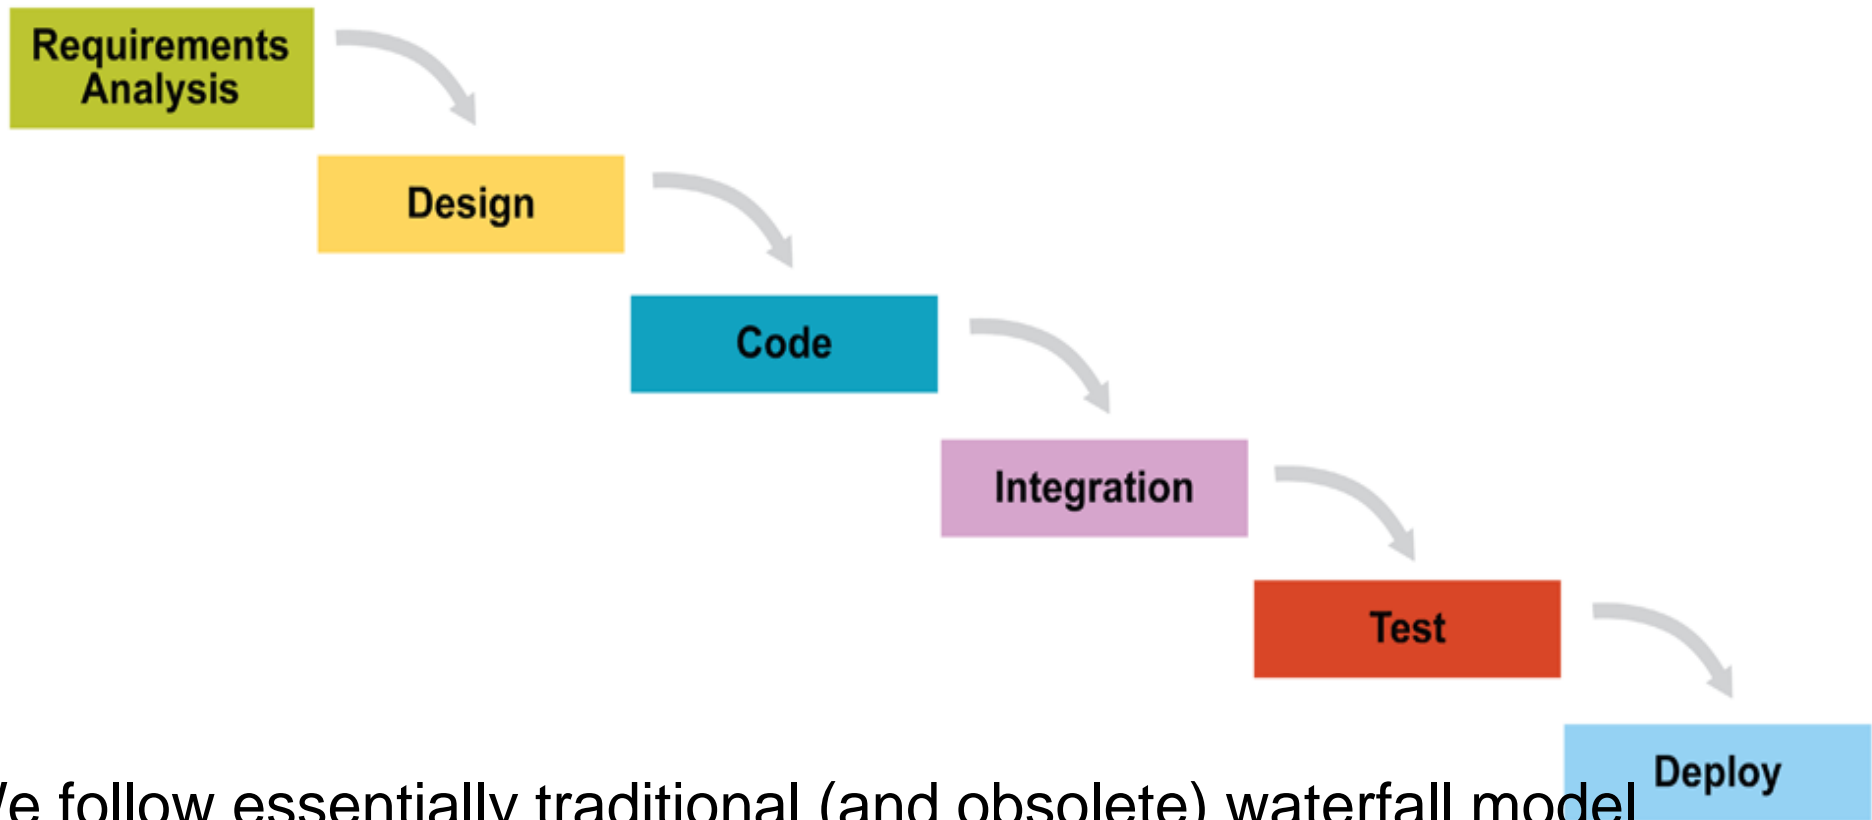 Requirements
Analysis
Design
Code
Integration
Test
Deploy
e follow essentially traditional (and obsolete) waterfall model